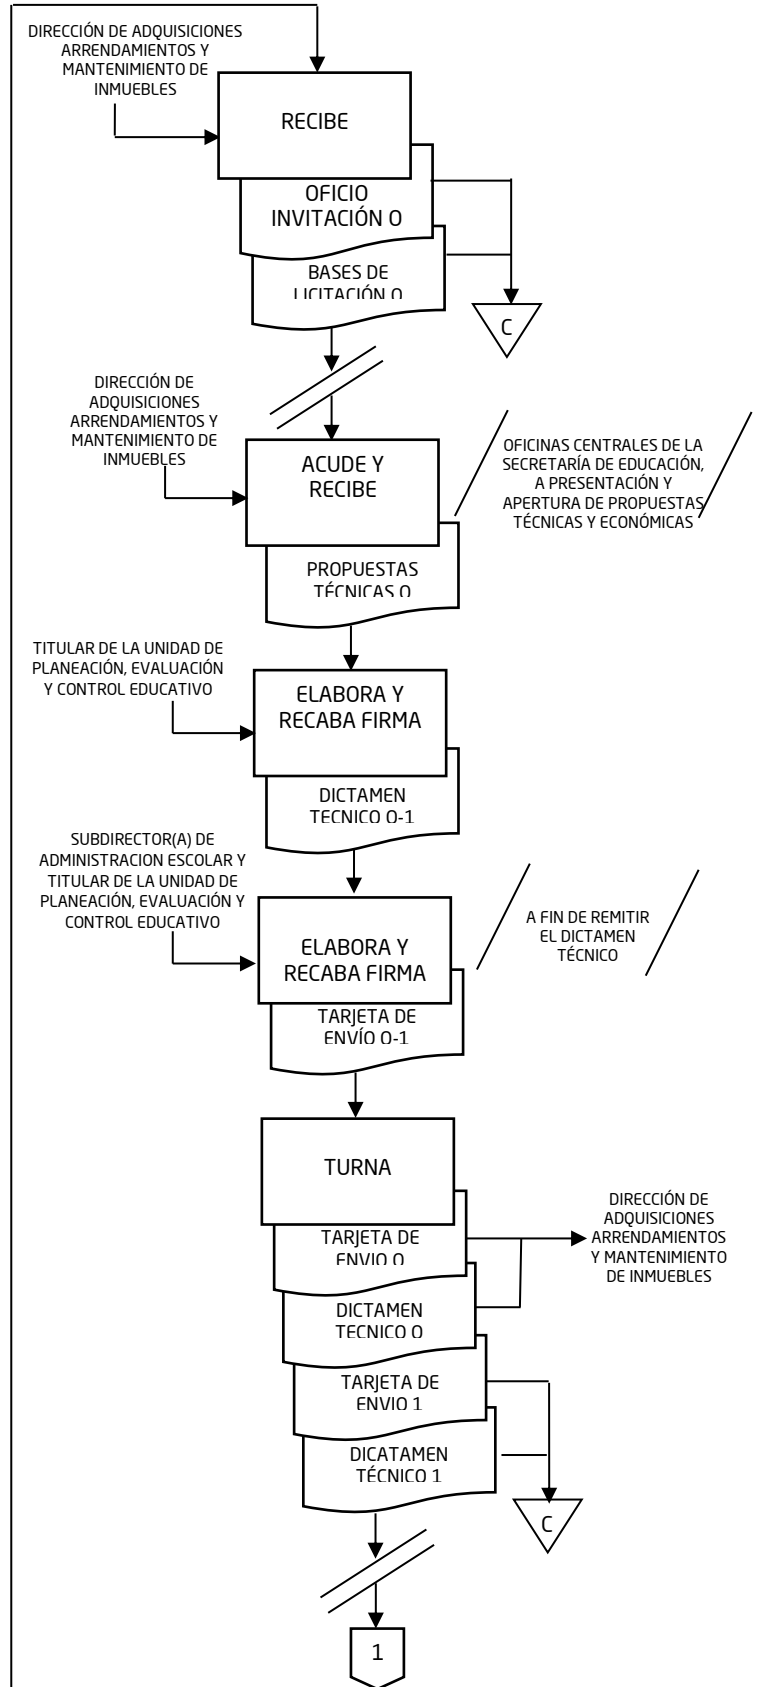 DIRECCIÓN DE ADQUISICIONES
ARRENDAMIENTOS Y
MANTENIMIENTO DE
INMUEBLES
RECIBE
OFICIO
INVITACIÓN O
BASES DE
LICITACIÓN O
C
DIRECCIÓN DE
ADQUISICIONES
ARRENDAMIENTOS Y
MANTENIMIENTO DE
INMUEBLES
ACUDE Y
RECIBE
OFICINAS CENTRALES DE LA
SECRETARÍA DE EDUCACIÓN,
A PRESENTACIÓN Y
APERTURA DE PROPUESTAS
TÉCNICAS Y ECONÓMICAS
PROPUESTAS
TÉCNICAS O
TITULAR DE LA UNIDAD DE
PLANEACIÓN, EVALUACIÓN
Y CONTROL EDUCATIVO
ELABORA Y
RECABA FIRMA
DICTAMEN
TECNICO O-1
SUBDIRECTOR(A) DE
ADMINISTRACION ESCOLAR Y
TITULAR DE LA UNIDAD DE
PLANEACIÓN, EVALUACIÓN Y
CONTROL EDUCATIVO
ELABORA Y
RECABA FIRMA
A FIN DE REMITIR
EL DICTAMEN
TÉCNICO
TARJETA DE
ENVÍO O-1
TURNA
TARJETA DE
ENVIO O
DIRECCIÓN DE
ADQUISICIONES
ARRENDAMIENTOS
Y MANTENIMIENTO
DE INMUEBLES
DICTAMEN
TECNICO O
TARJETA DE
ENVIO 1
DICATAMEN
TÉCNICO 1
C
1